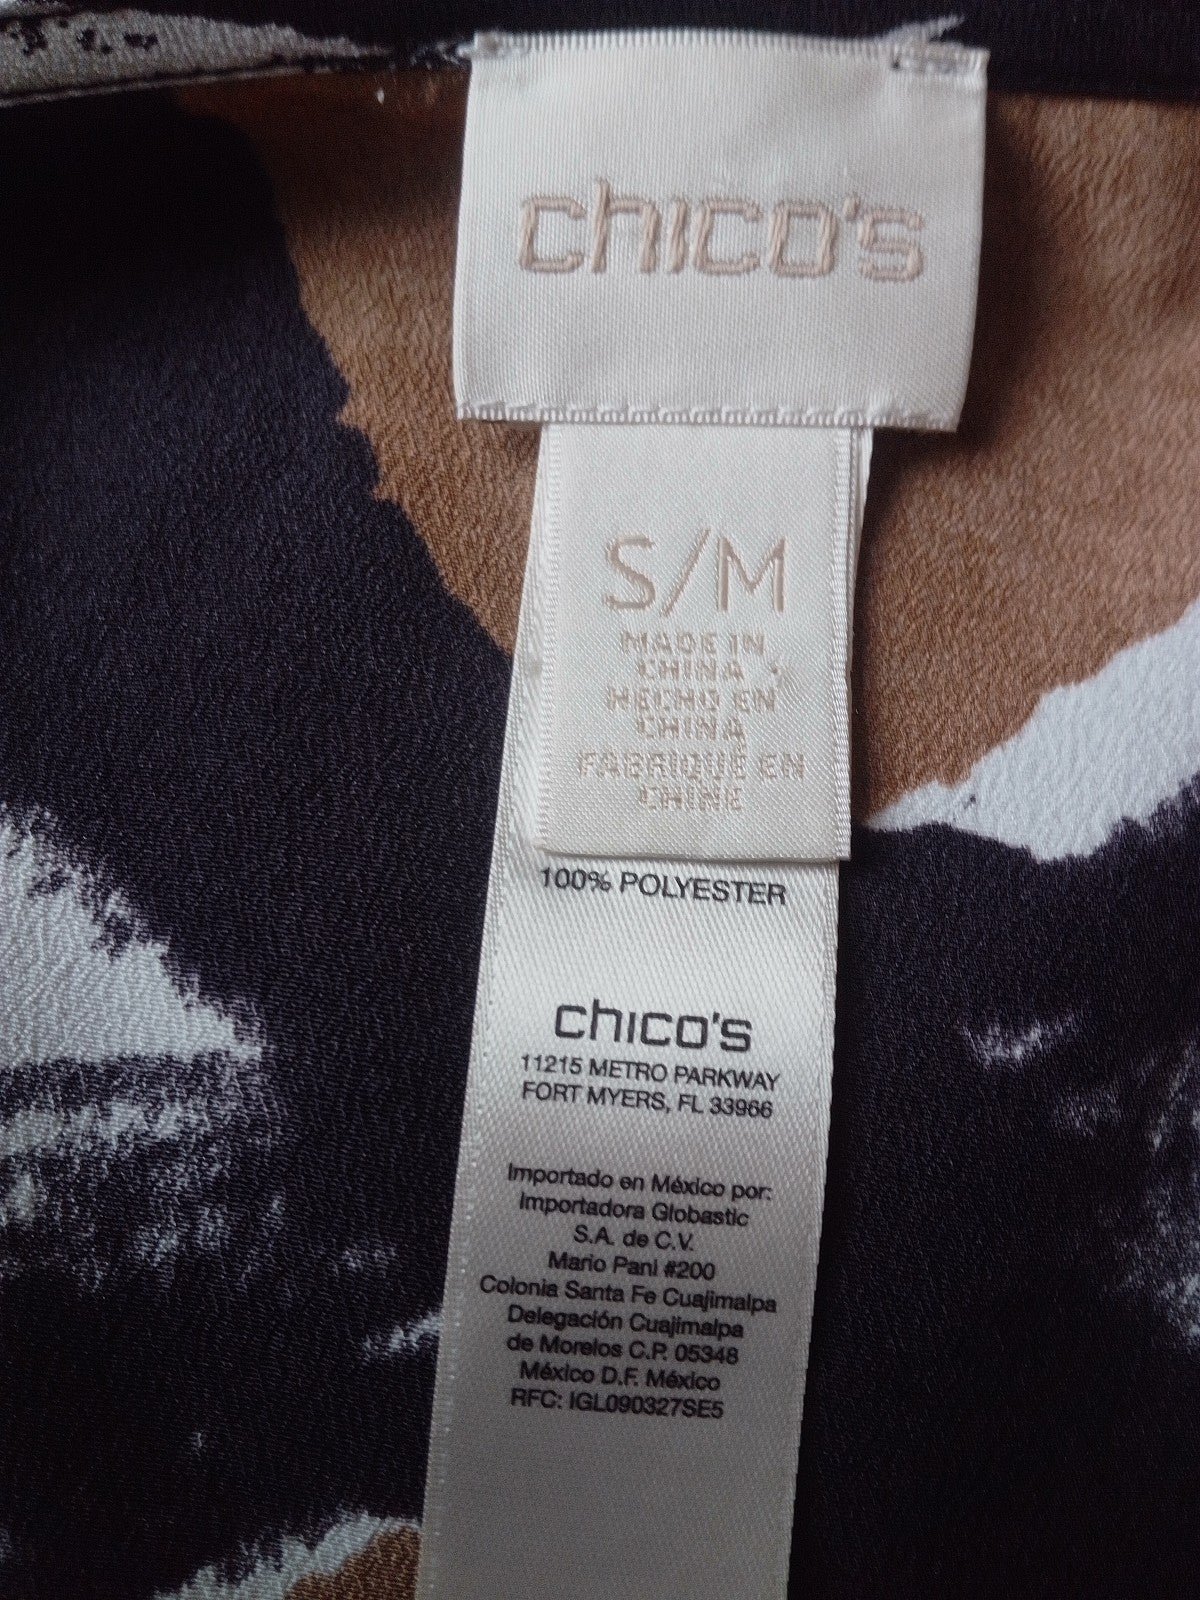 chico's
S/M
MADE IN
CHINA
HECHO EN
CHINA
FABRIQUÉ EN
CHINE
100% POLYESTER
chico's
11215 METRO PARKWAY
FORT MYERS, FL 33966
Importado en México por:
Importadora Globastic
S.A. de C.V.
Mario Pani #200
Colonia Santa Fe Cuajimalpa
Delegación Cuajimalpa
de Morelos C.P. 05348
México D.F. México
RFC: IGL090327SE5